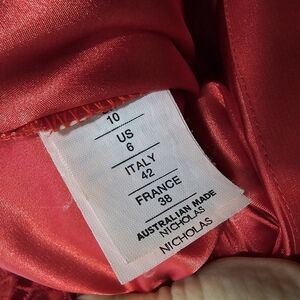 10
US
6
ITALY
42
FRANCE
38
AUSTRALIAN MADE
NICHOLAS
NICHOLAS